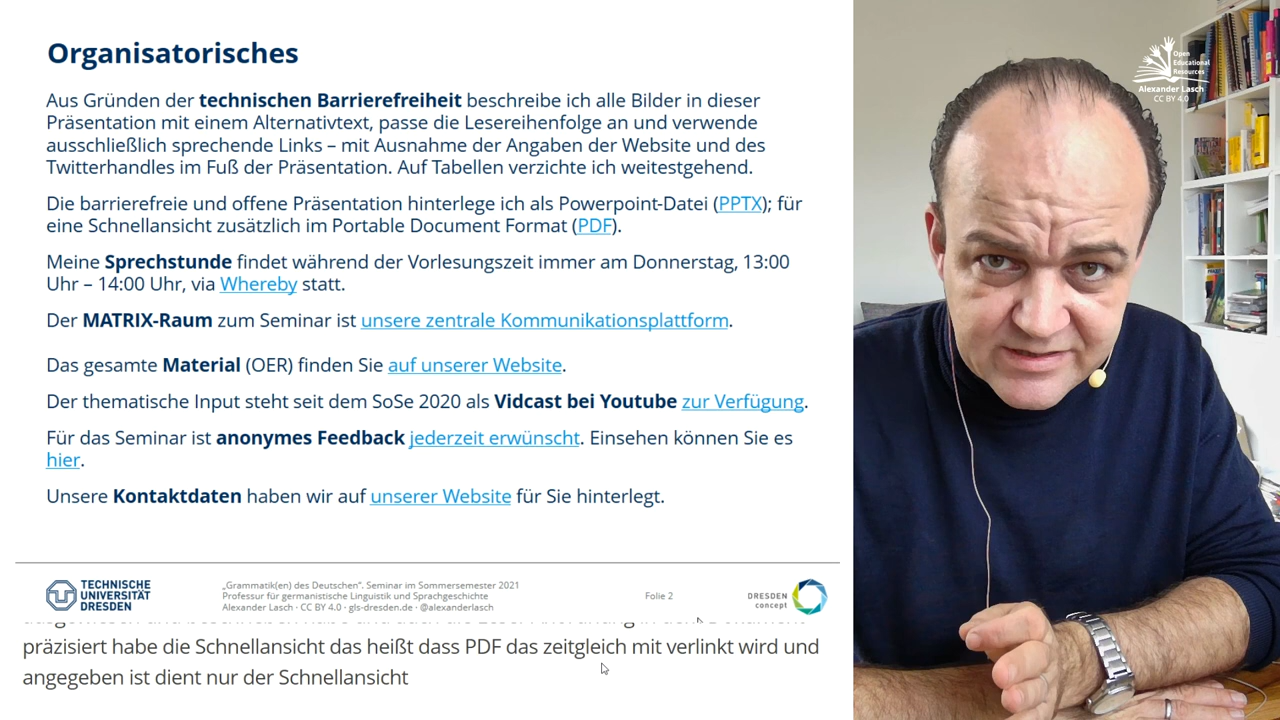 Organisatorisches
Aus Gründen der technischen Barrierefreiheit beschreibe ich alle Bilder in dieser
Präsentation mit einem Alternativtext, passe die Lesereihenfolge an und verwende
ausschließlich sprechende Links – mit Ausnahme der Angaben der Website und des
Twitterhandles im Fuß der Präsentation. Auf Tabellen verzichte ich weitestgehend.
Die barrierefreie und offene Präsentation hinterlege ich als Powerpoint-Datei (PPTX); für
eine Schnellansicht zusätzlich im Portable Document Format (PDF).
Meine Sprechstunde findet während der Vorlesungszeit immer am Donnerstag, 13:00
Uhr – 14:00 Uhr, via Whereby statt.
Der MATRIX-Raum zum Seminar ist unsere zentrale Kommunikationsplattform.
Das gesamte Material (OER) finden Sie auf unserer Website.
Der thematische Input steht seit dem SoSe 2020 als Vidcast bei Youtube zur Verfügung.
Für das Seminar ist anonymes Feedback jederzeit erwünscht. Einsehen können Sie es
hier.
Unsere Kontaktdaten haben wir auf unserer Website für Sie hinterlegt.
TECHNISCHE
UNIVERSITÄT
DRESDEN
„Grammatik(en) des Deutschen“. Seminar im Sommersemester 2021
Professur für germanistische Linguistik und Sprachgeschichte
Alexander Lasch · CC BY 4.0 · gls-dresden.de · @alexanderlasch
Folie 2
DRESDEN
concept
präzisiert habe die Schnellansicht das heißt dass PDF das zeitgleich mit verlinkt wird und
angegeben ist dient nur der Schnellansicht
Open
Educational
Resources
Alexander Lasch
CC BY 4.0